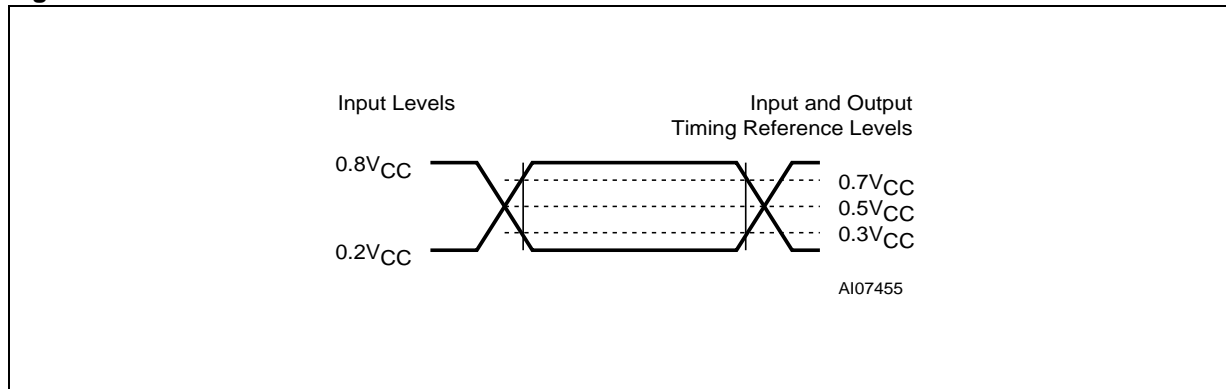 Input Levels
Input and Output
Timing Reference Levels
0.8VCC
0.2VCC
0.7VCC
0.5VCC
0.3VCC
AI07455